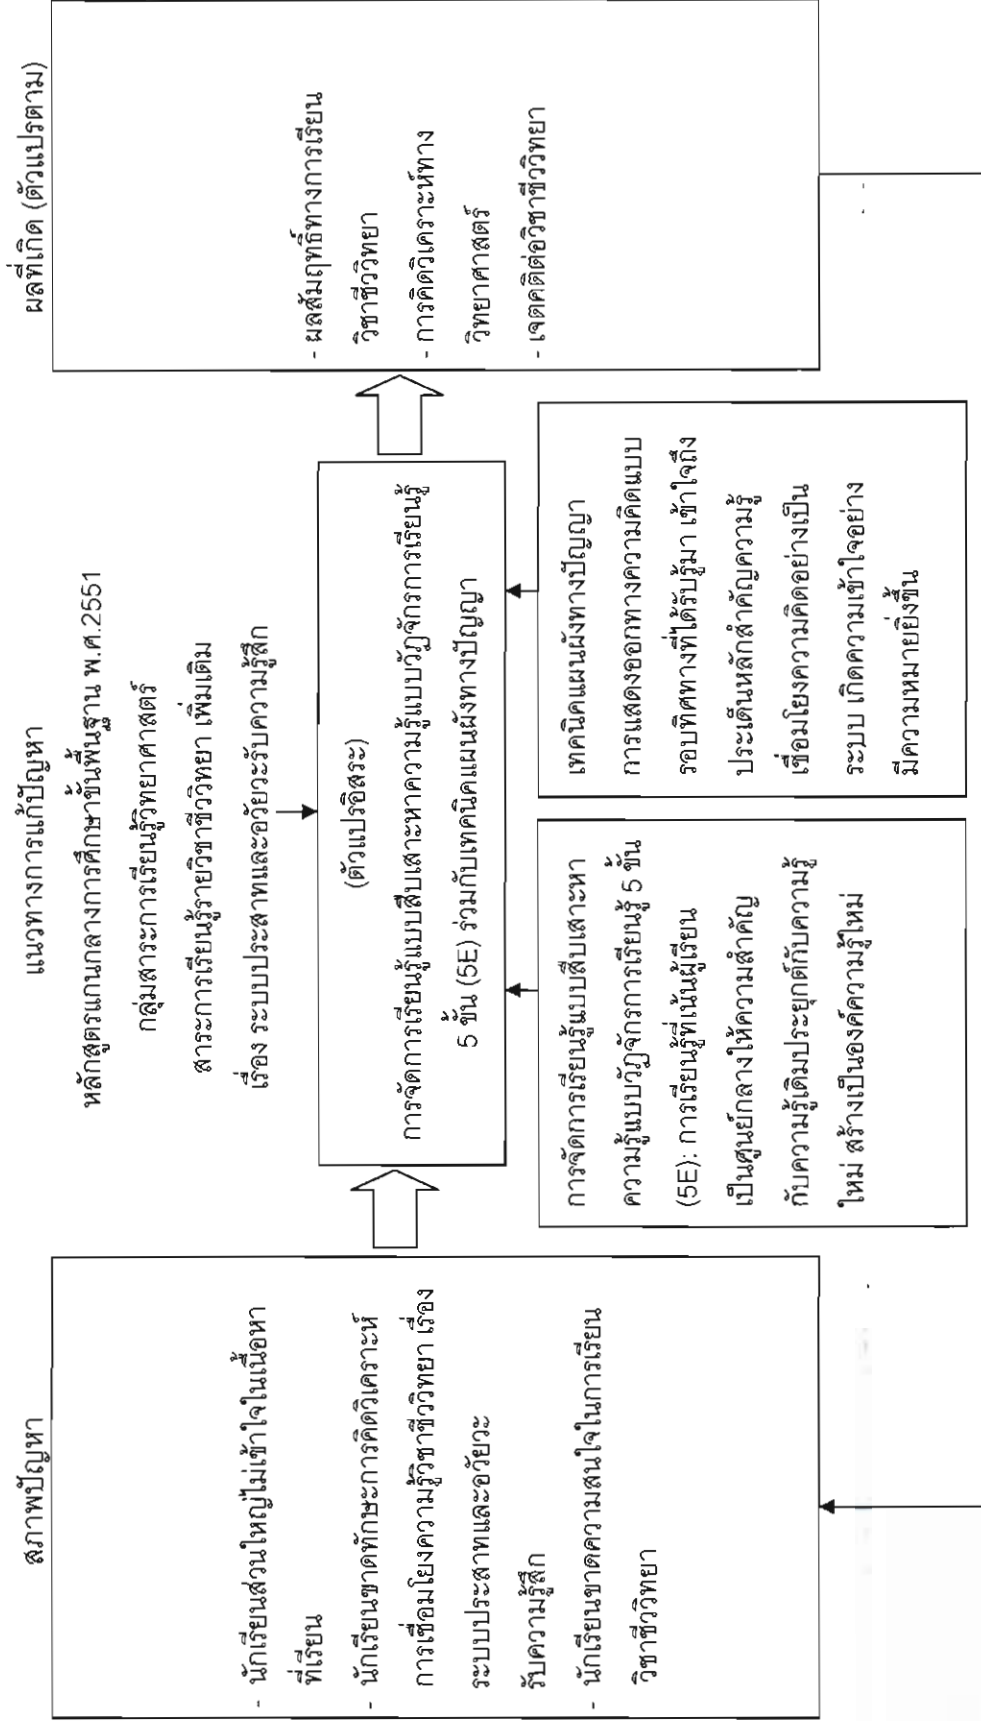 สภาพปัญหา
- นักเรียนส่วนใหญ่ไม่เข้าใจในเนื้อหา
ที่เรียน
- นักเรียนขาดทักษะการคิดวิเคราะห์
การเชื่อมโยงความรู้วิชาชีววิทยา เรื่อง
ระบบประสาทและอวัยวะ
รับความรู้สึก
- นักเรียนขาดความสนใจในการเรียน
วิชาชีววิทยา
แนวทางการแก้ปัญหา
หลักสูตรแกนกลางการศึกษาขั้นพื้นฐาน พ.ศ.2551
กลุ่มสาระการเรียนรู้วิทยาศาสตร์
สาระการเรียนรู้รายวิชาชีววิทยา เพิ่มเติม
เรื่อง ระบบประสาทและอวัยวะรับความรู้สึก
(ตัวแปรอิสระ)
การจัดการเรียนรู้แบบสืบเสาะหาความรู้แบบวัฏจักรการเรียนรู้
5 ขั้น (5E) ร่วมกับเทคนิคแผนผังทางปัญญา
การจัดการเรียนรู้แบบสืบเสาะหา
ความรู้แบบวัฏจักรการเรียนรู้ 5 ขั้น
(5E): การเรียนรู้ที่เน้นผู้เรียน
เป็นศูนย์กลางให้ความสำคัญ
กับความรู้เดิมประยุกต์กับความรู้
ใหม่ สร้างเป็นองค์ความรู้ใหม่
เทคนิคแผนผังทางปัญญา
การแสดงออกทางความคิดแบบ
รอบทิศทางที่ได้รับรู้มา เข้าใจถึง
ประเด็นหลักสำคัญความรู้
เชื่อมโยงความคิดอย่างเป็น
ระบบ เกิดความเข้าใจอย่าง
มีความหมายยิ่งขึ้น
ผลที่เกิด (ตัวแปรตาม)
- ผลสัมฤทธิ์ทางการเรียน
วิชาชีววิทยา
- การคิดวิเคราะห์ทาง
วิทยาศาสตร์
- เจตคติต่อวิชาชีววิทยา